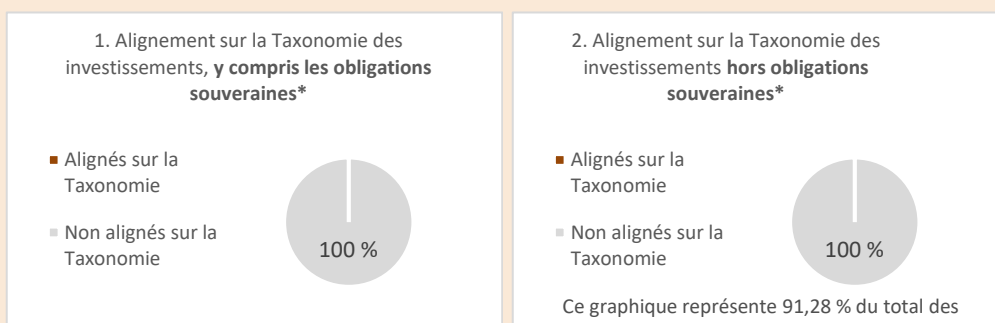 1. Alignement sur la Taxonomie des
investissements, y compris les obligations
souveraines*
Alignés sur la
Taxonomie
Non alignés sur la
Taxonomie
100 %
2. Alignement sur la Taxonomie des
investissements hors obligations
souveraines*
Alignés sur la
Taxonomie
Non alignés sur la
Taxonomie
100 %
Ce graphique représente 91,28 % du total des